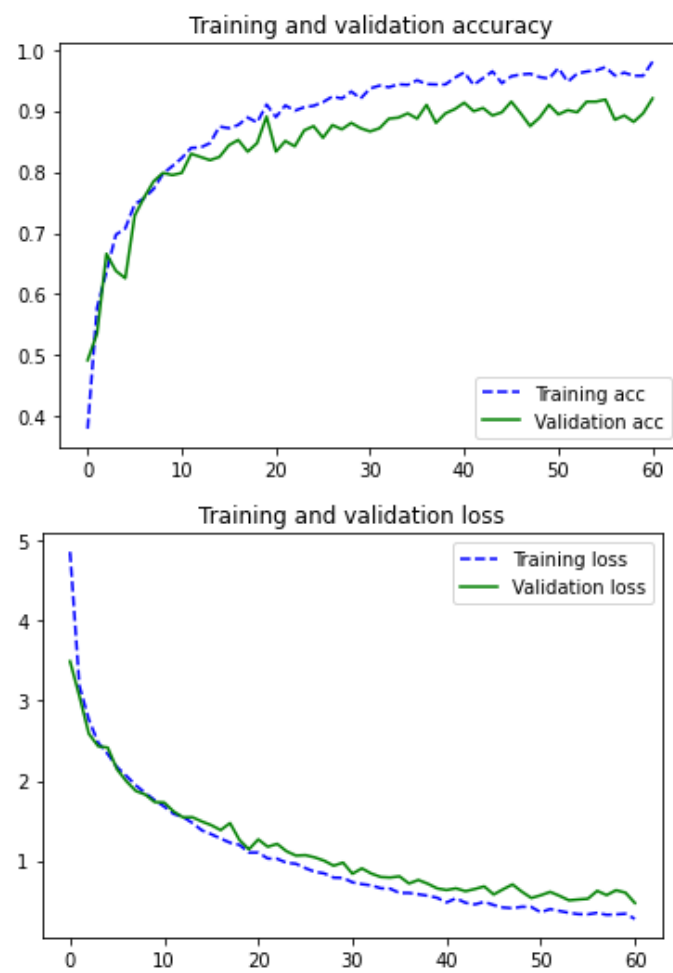 Training and validation accuracy
1.0
0.9
0.8
0.7
0.6
0.5
0.4
Training acc
Validation acc
0 10 20 30 40 50 60
Training and validation loss
5
4
3
2
1
Training loss
Validation loss
0 10 20 30 40 50 60